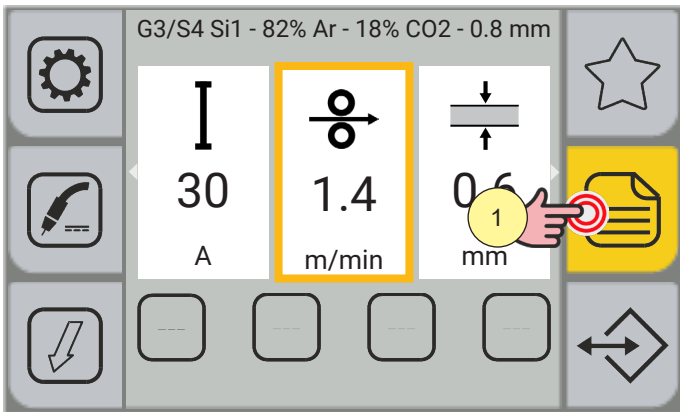 G3/S4 Si1 - 82% Ar - 18% CO2 - 0.8 mm
30 1.4 0.6
1
A m/min mm
--- --- --- ---